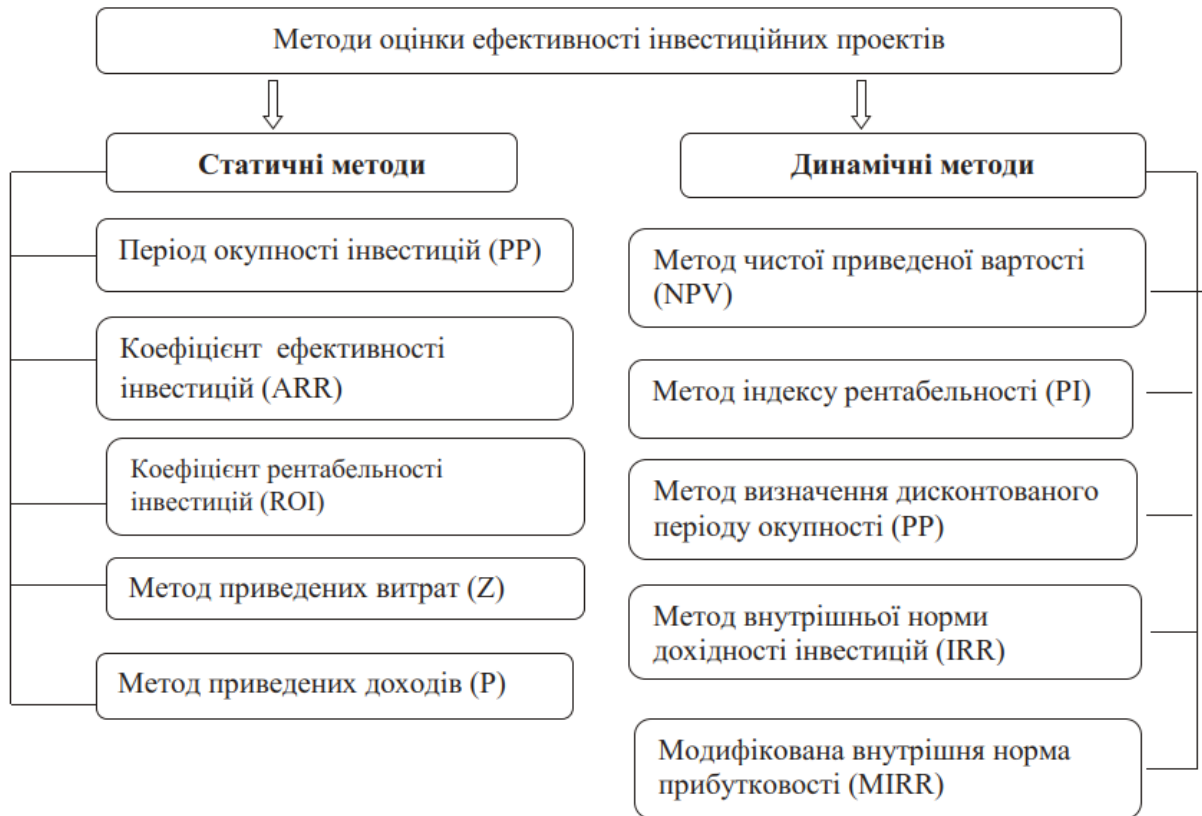 Методи оцінки ефективності інвестиційних проектів
Статичні методи
Період окупності інвестицій (PP)
Коефіцієнт ефективності
інвестицій (ARR)
Коефіцієнт рентабельності
інвестицій (ROI)
Метод приведених витрат (Z)
Метод приведених доходів (P)
Динамічні методи
Метод чистої приведеної вартості
(NPV)
Метод індексу рентабельності (PI)
Метод визначення дисконтованого
періоду окупності (PP)
Метод внутрішньої норми
дохідності інвестицій (IRR)
Модифікована внутрішня норма
прибутковості (MIRR)